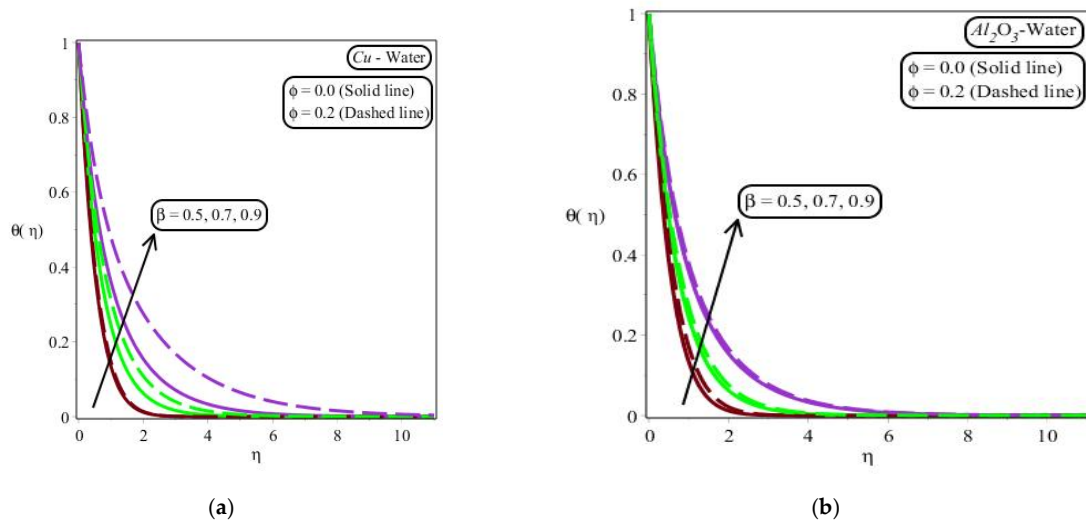 Cu - Water
ϕ = 0.0 (Solid line)
ϕ = 0.2 (Dashed line)
β = 0.5, 0.7, 0.9
θ( η)
1
0.8
0.6
0.4
0.2
0
0 2 4 6 8 10
η
(a)
Al₂O₃-Water
ϕ = 0.0 (Solid line)
ϕ = 0.2 (Dashed line)
β = 0.5, 0.7, 0.9
θ( η)
1
0.8
0.6
0.4
0.2
0
0 2 4 6 8 10
η
(b)